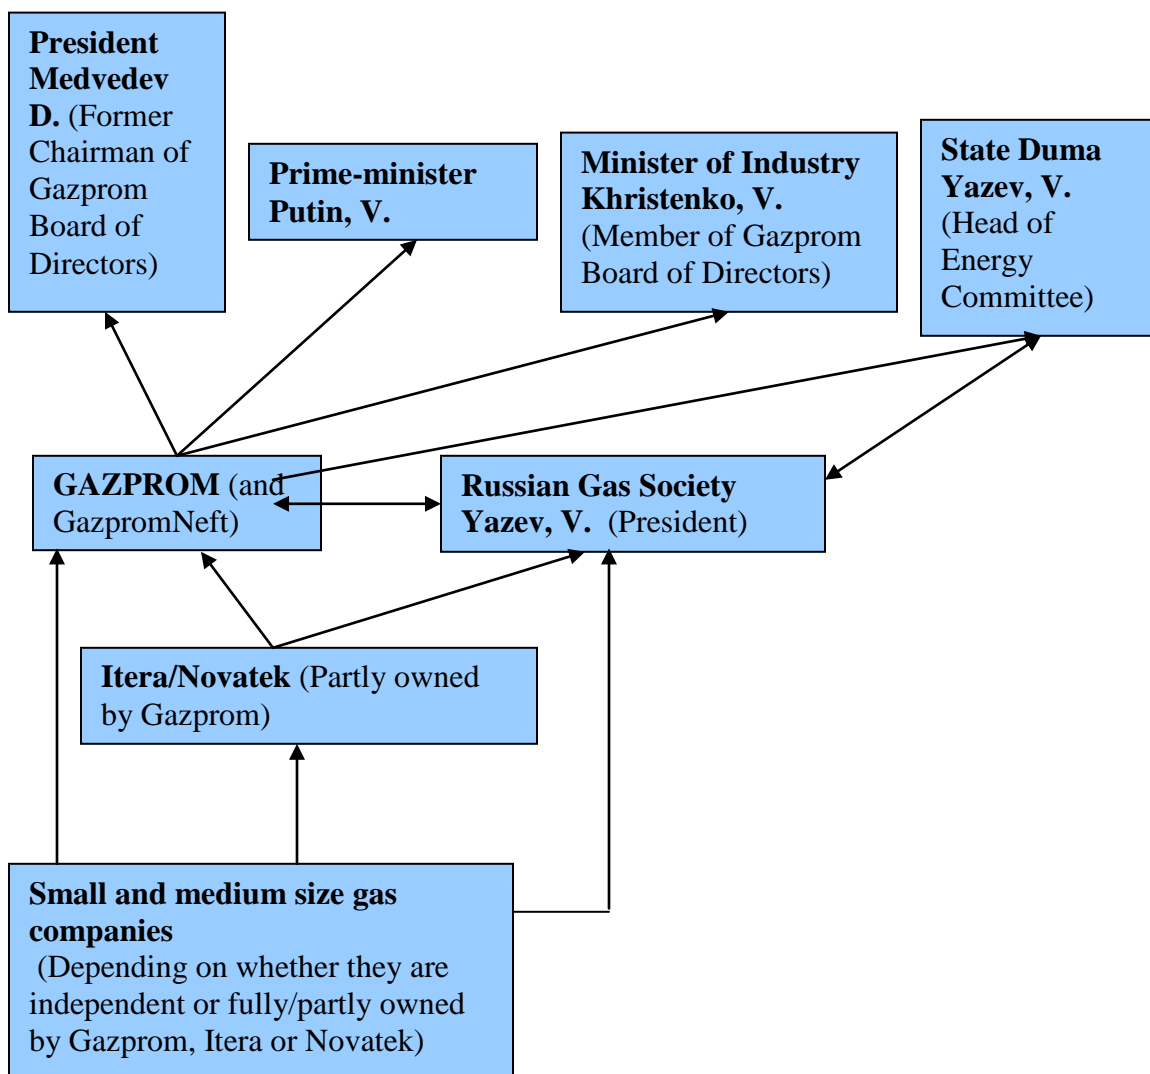 President
Medvedev
D. (Former
Chairman of
Gazprom
Board of
Directors)
Prime-minister
Putin, V.
Minister of Industry
Khristenko, V.
(Member of Gazprom
Board of Directors)
State Duma
Yazev, V.
(Head of
Energy
Committee)
GAZPROM (and
GazpromNeft)
Russian Gas Society
Yazev, V. (President)
Itera/Novatek (Partly owned
by Gazprom)
Small and medium size gas
companies
(Depending on whether they are
independent or fully/partly owned
by Gazprom, Itera or Novatek)